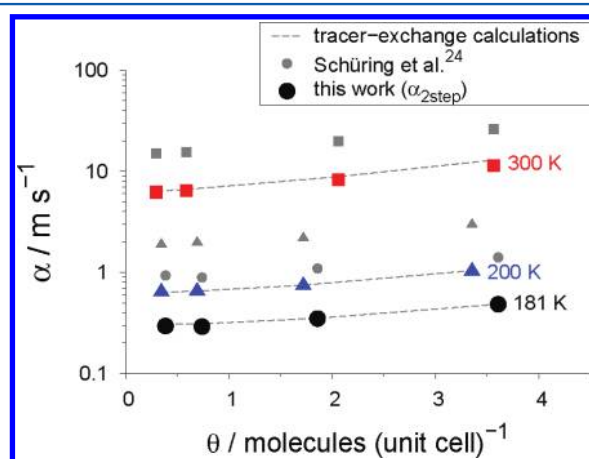 tracer−exchange calculations
Schüring et al.24
this work (α2step)
100
10
1
0.1
α / m s−1
300 K
200 K
181 K
0 1 2 3 4
θ / molecules (unit cell)−1